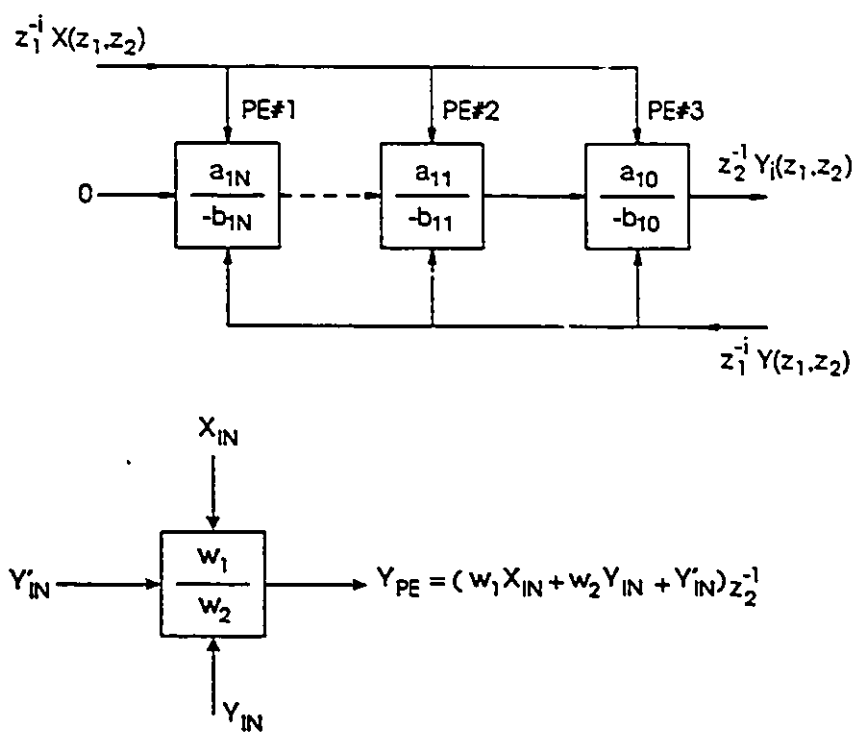 z₁⁻ⁱ X(z₁,z₂)
PE#1 PE#2 PE#3
0 a₁N / -b₁N a₁₁ / -b₁₁ a₁₀ / -b₁₀ z₂⁻¹ Yᵢ(z₁,z₂)
z₁⁻ⁱ Y(z₁,z₂)
X_IN
Y'_IN w₁ / w₂ Y_PE = (w₁X_IN + w₂Y_IN + Y'_IN)z₂⁻¹
Y_IN